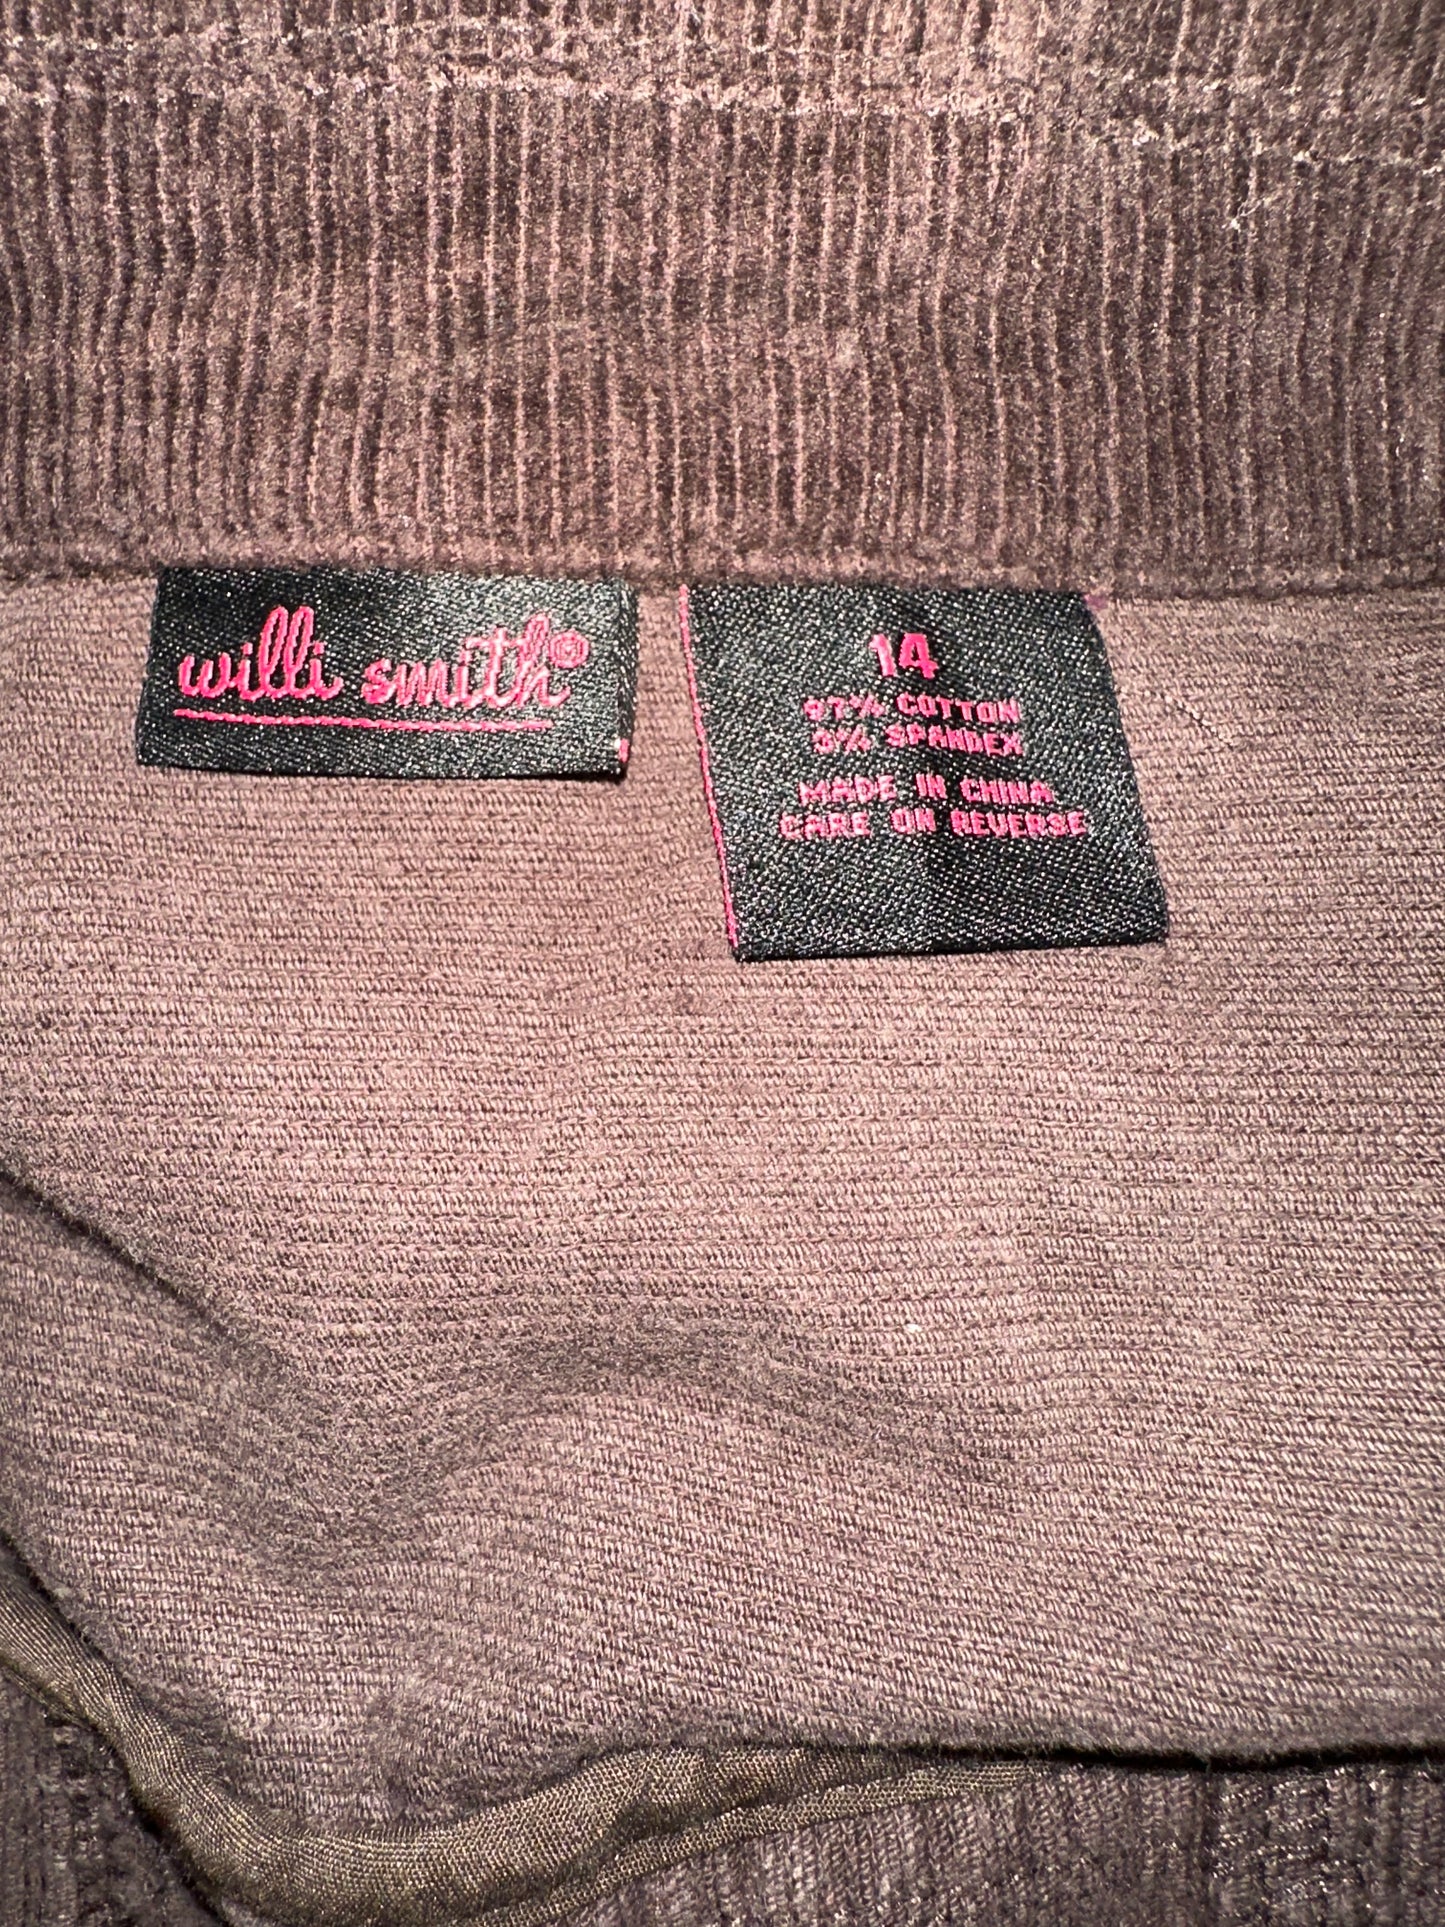 willi smith®
14
97% COTTON
3% SPANDEX
MADE IN CHINA
CARE ON REVERSE